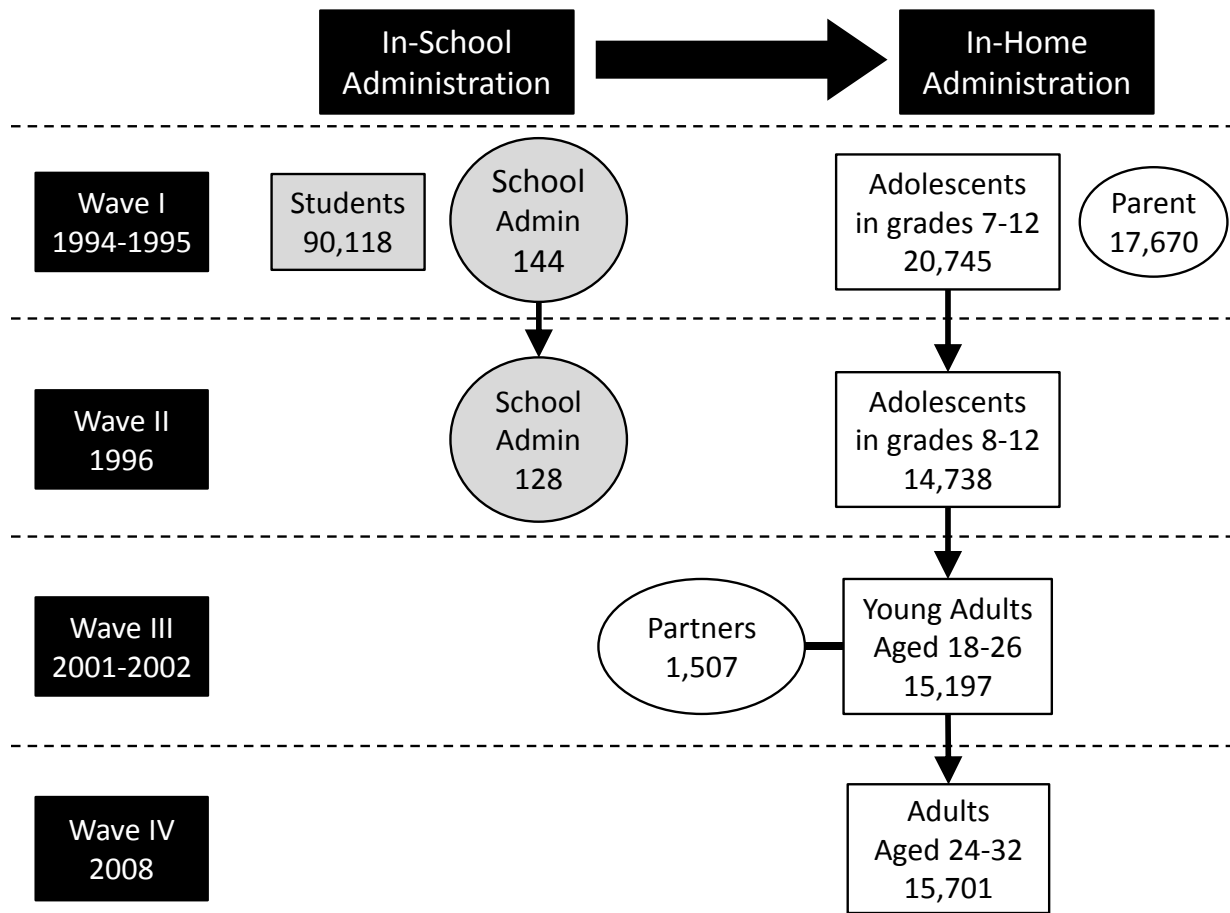 In-School
Administration
In-Home
Administration
Wave I
1994-1995
Students
90,118
School
Admin
144
Adolescents
in grades 7-12
20,745
Parent
17,670
Wave II
1996
School
Admin
128
Adolescents
in grades 8-12
14,738
Wave III
2001-2002
Partners
1,507
Young Adults
Aged 18-26
15,197
Wave IV
2008
Adults
Aged 24-32
15,701